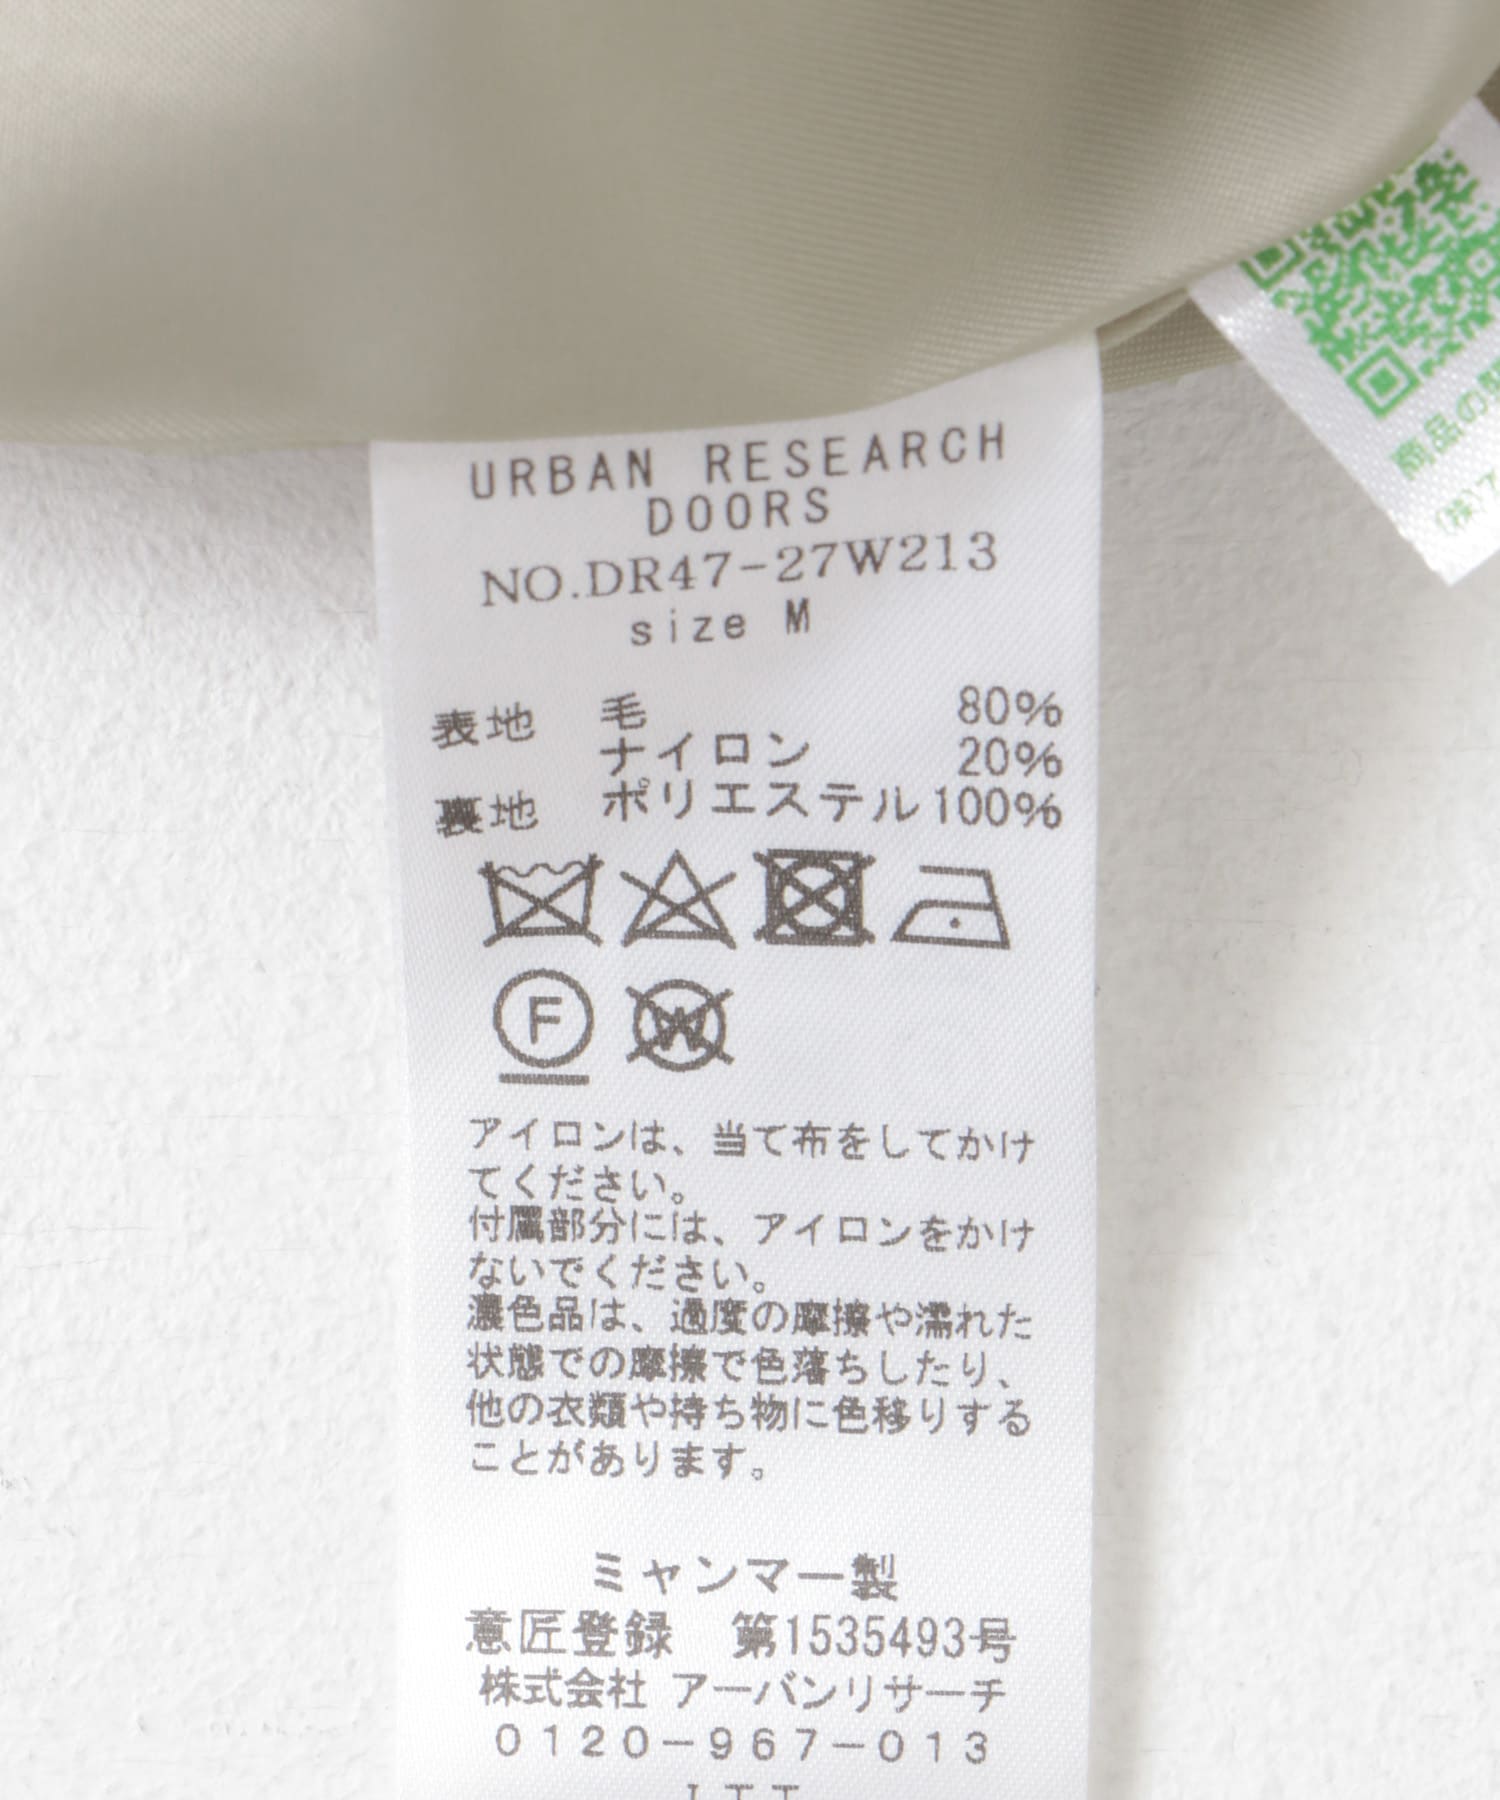 URBAN RESEARCH
DOORS
NO.DR47-27W213
size M
表地 毛 80%
ナイロン 20%
裏地 ポリエステル 100%
F
W
アイロンは、当て布をしてかけ
てください。
付属部分には、アイロンをかけ
ないでください。
濃色品は、過度の摩擦や濡れた
状態での摩擦で色落ちしたり、
他の衣類や持ち物に色移りする
ことがあります。
ミャンマー製
意匠登録 第1535493号
株式会社 アーバンリサーチ
0120-967-013
商品の
(株)